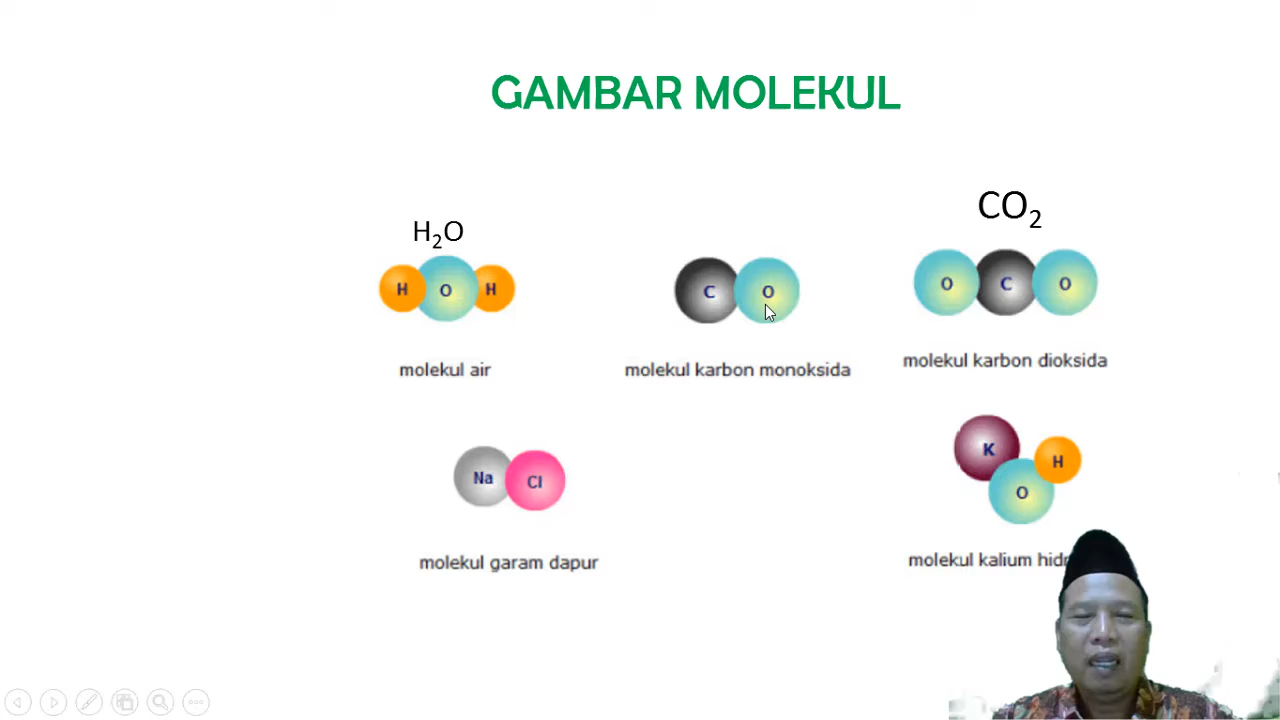 GAMBAR MOLEKUL
H₂O
CO₂
H O H
C O
O C O
molekul air
molekul karbon monoksida
molekul karbon dioksida
Na Cl
K
H
O
molekul garam dapur
molekul kalium